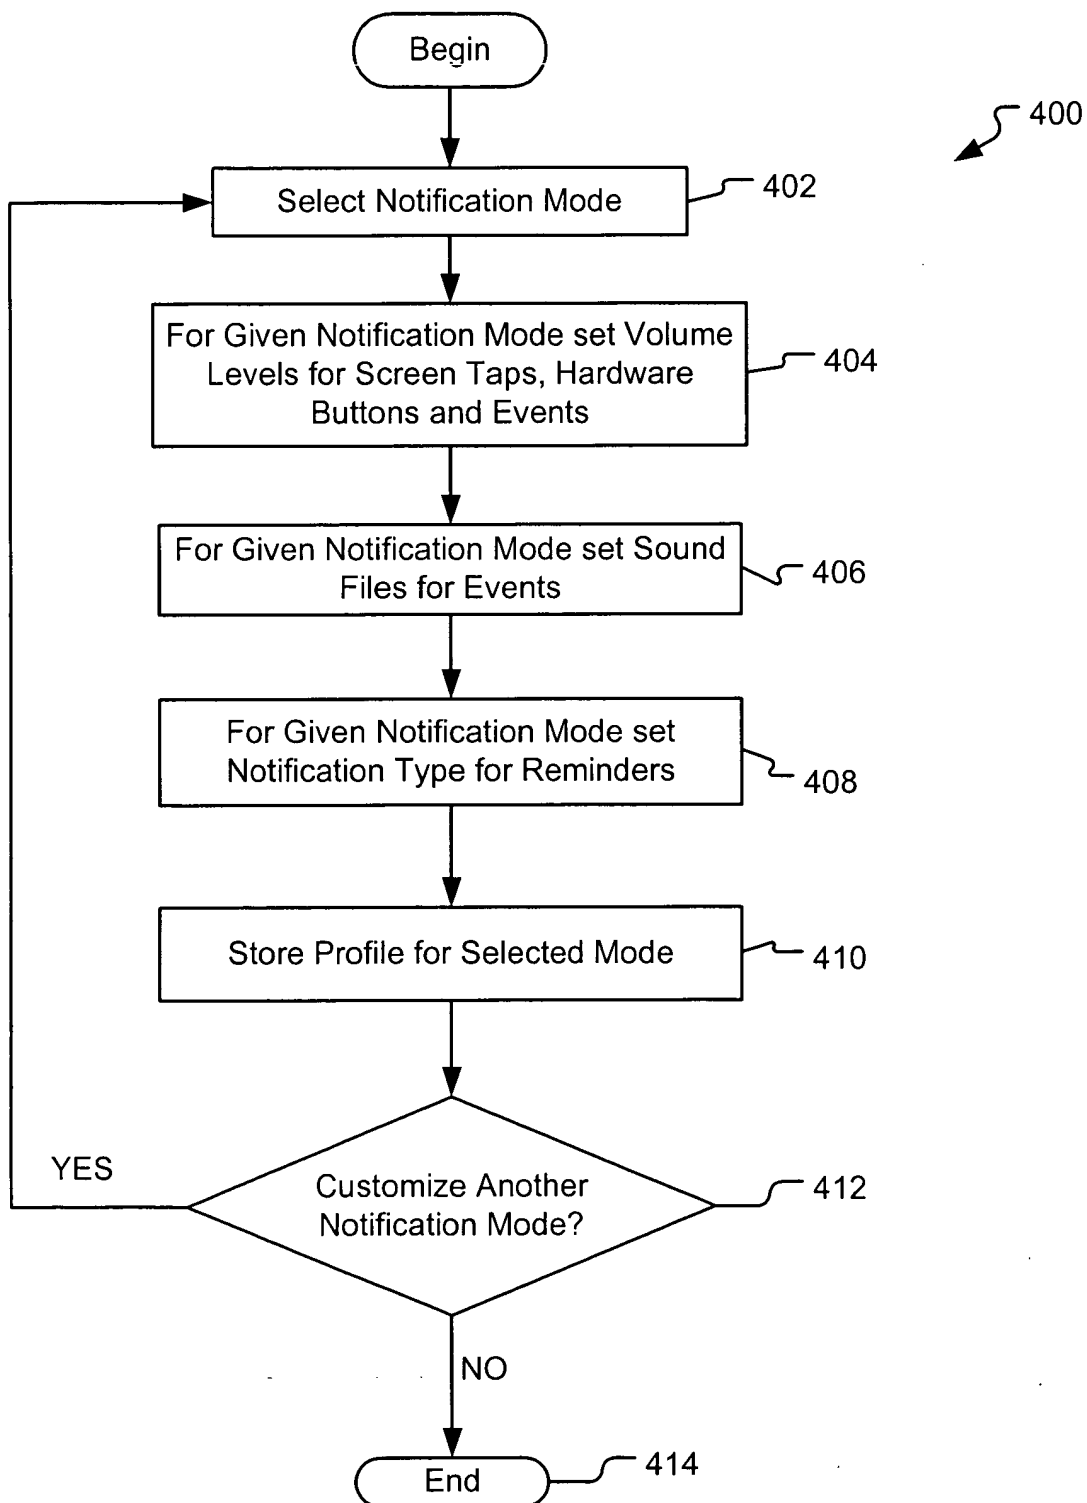 Begin
400
Select Notification Mode
402
For Given Notification Mode set Volume
Levels for Screen Taps, Hardware
Buttons and Events
404
For Given Notification Mode set Sound
Files for Events
406
For Given Notification Mode set
Notification Type for Reminders
408
Store Profile for Selected Mode
410
YES
Customize Another
Notification Mode?
412
NO
End
414